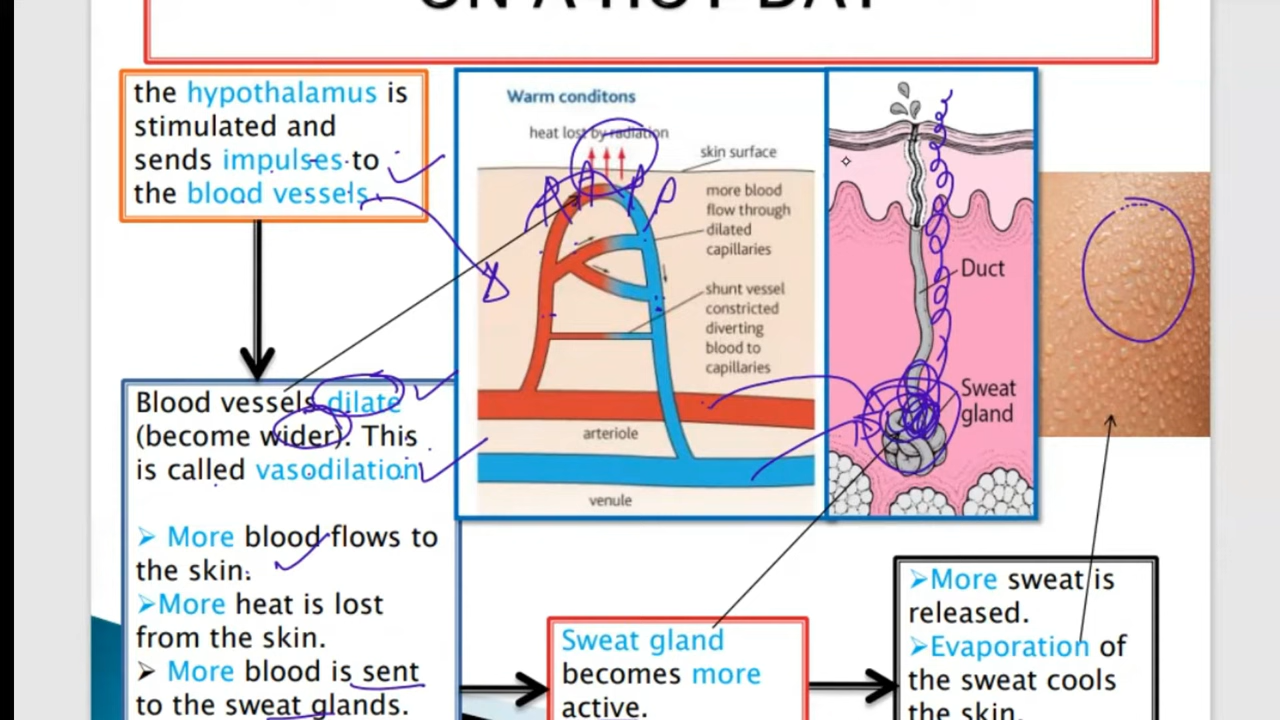 ON A HOT DAY
the hypothalamus is
stimulated and
sends impulses to
the blood vessels
Blood vessels dilate
(become wider). This
is called vasodilation
➢ More blood flows to
the skin.
➢More heat is lost
from the skin.
➢ More blood is sent
to the sweat glands.
Warm conditons
heat lost by radiation
skin surface
more blood
flow through
dilated
capillaries
shunt vessel
constricted
diverting
blood to
capillaries
arteriole
venule
Duct
Sweat
gland
Sweat gland
becomes more
active.
➢More sweat is
released.
➢Evaporation of
the sweat cools
the skin.